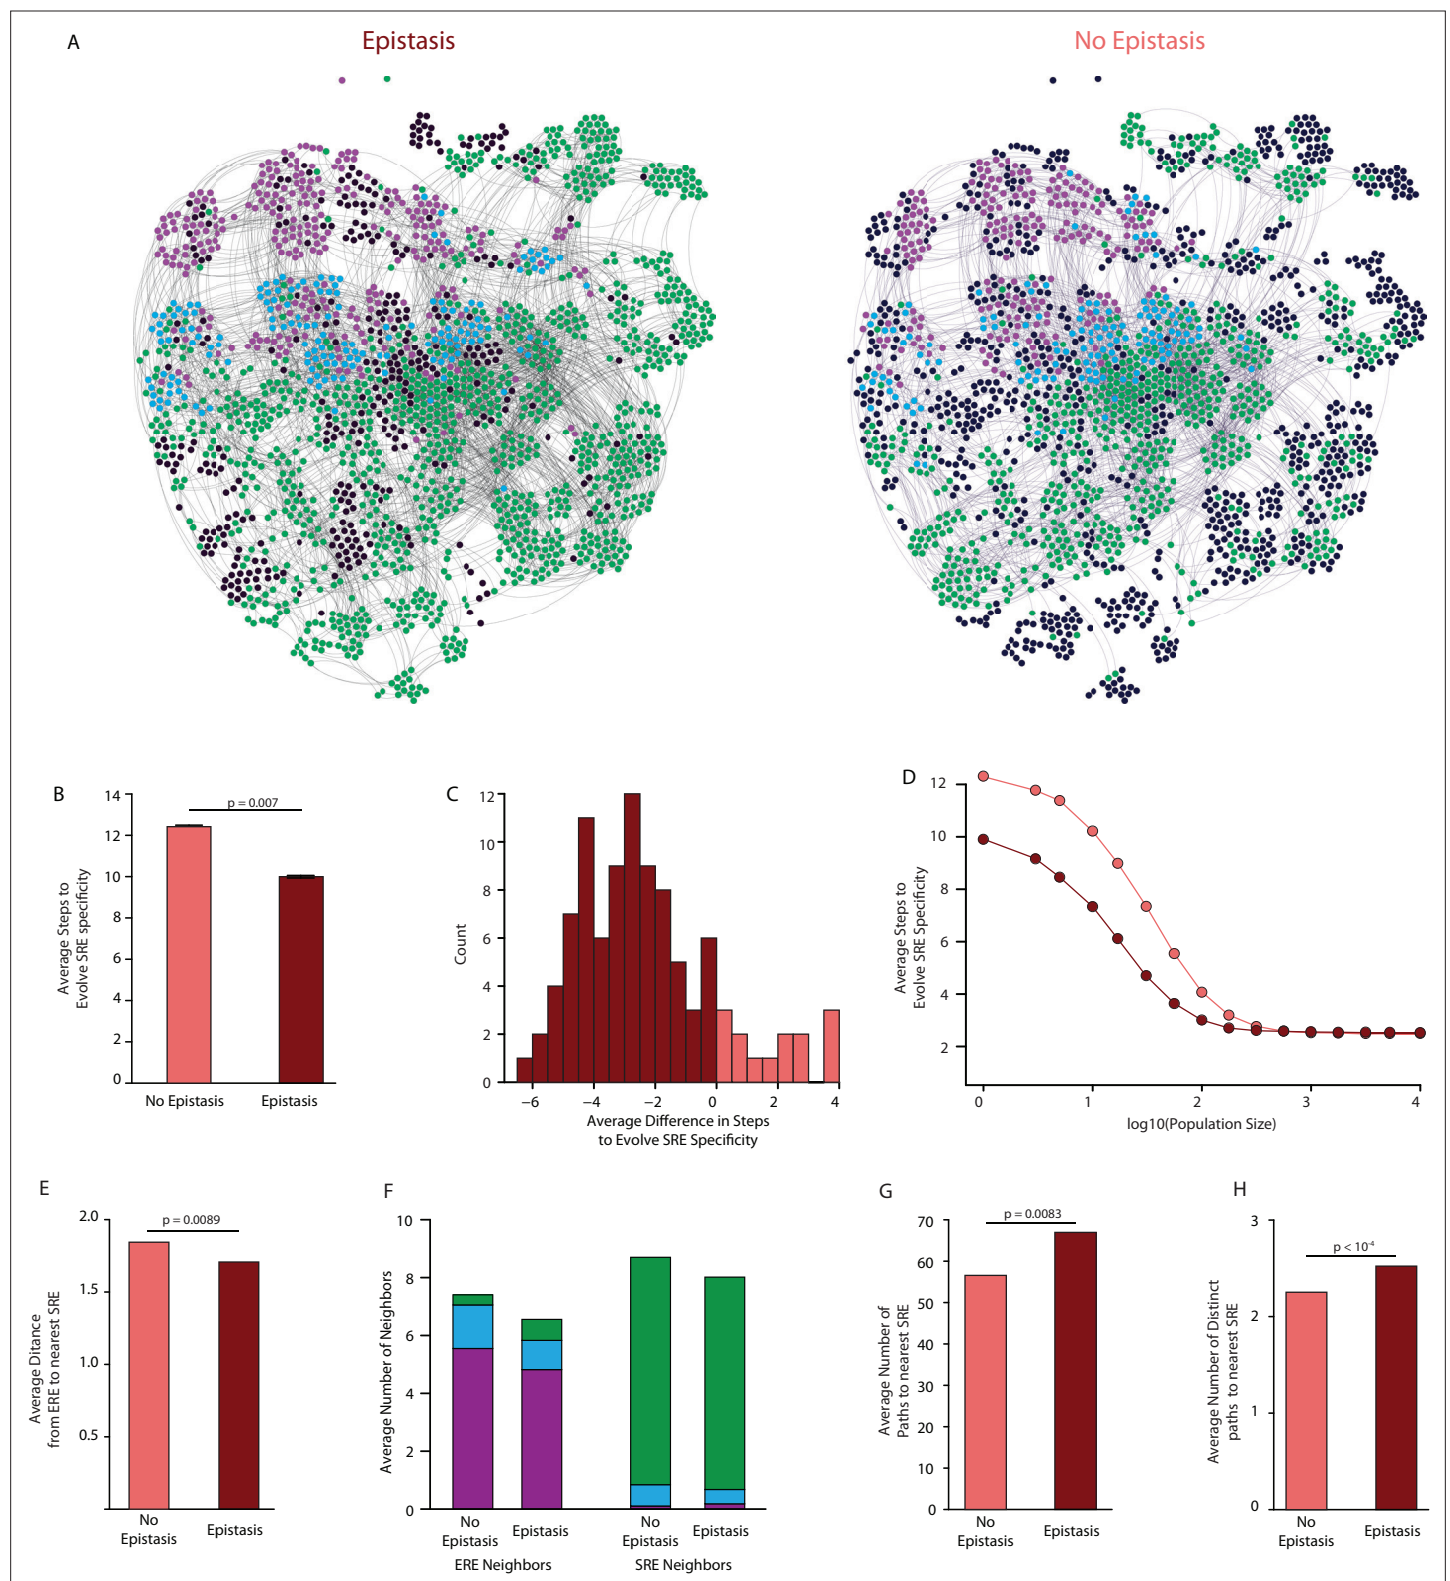 A
Epistasis
No Epistasis
B
Average Steps to
Evolve SRE specificity
14
12
10
8
6
4
2
0
p = 0.007
No Epistasis
Epistasis
C
Count
12
10
8
6
4
2
0
−6
−4
−2
0
2
4
Average Difference in Steps
to Evolve SRE Specificity
D
Average Steps to
Evolve SRE Specificity
12
10
8
6
4
2
0
1
2
3
4
log10(Population Size)
E
Average Ditance
from ERE to nearest SRE
2.0
1.5
1.0
0.5
p = 0.0089
No
Epistasis
Epistasis
F
Average Number of Neighbors
10
8
6
4
2
0
No
Epistasis
Epistasis
ERE Neighbors
No
Epistasis
Epistasis
SRE Neighbors
G
Average Number of
Paths to nearest SRE
70
60
50
40
30
20
10
0
p = 0.0083
No
Epistasis
Epistasis
H
Average Number of Distinct
paths to nearest SRE
3
2
1
0
p < 10⁻⁴
No
Epistasis
Epistasis